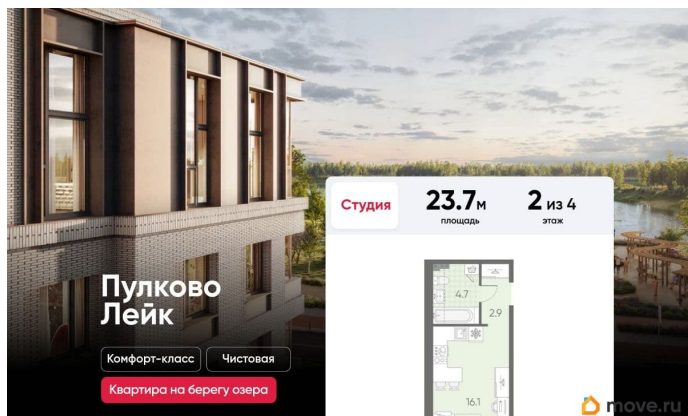 Студия
23.7м
площадь
2 из 4
этаж
Пулково
Лейк
Комфорт-класс
Чистовая
Квартира на берегу озера
4.7
2.9
16.1
move.ru